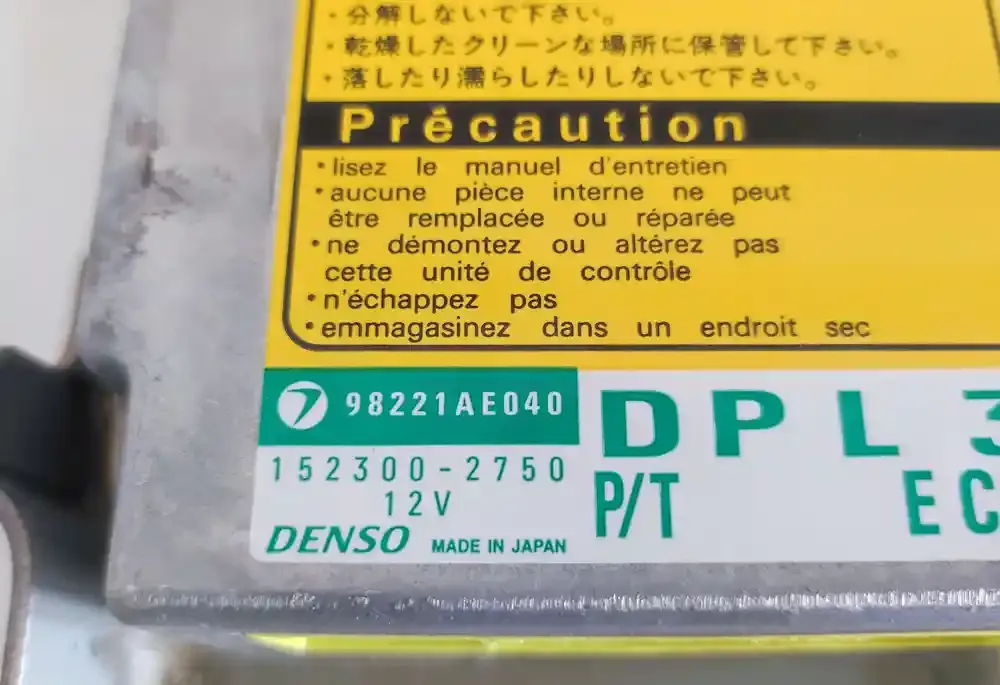 ・分解しないで下さい。
・乾燥したクリーンな場所に保管して下さい。
・落したり濡らしたりしないで下さい。
Précaution
•lisez le manuel d'entretien
•aucune pièce interne ne peut
être remplacée ou réparée
•ne démontez ou altérez pas
cette unité de contrôle
•n'échappez pas
•emmagasinez dans un endroit sec
98221AE040
152300-2750
12V
DENSO MADE IN JAPAN
DPL 3
P/T EC